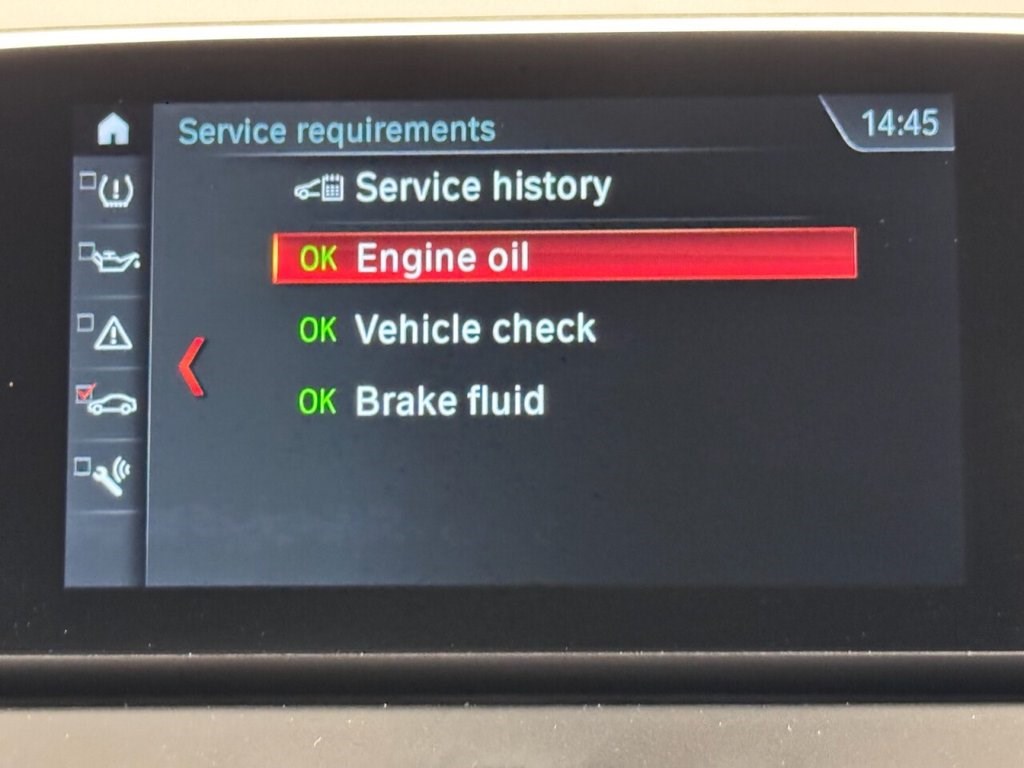 Service requirements
14:45
Service history
OK Engine oil
OK Vehicle check
OK Brake fluid